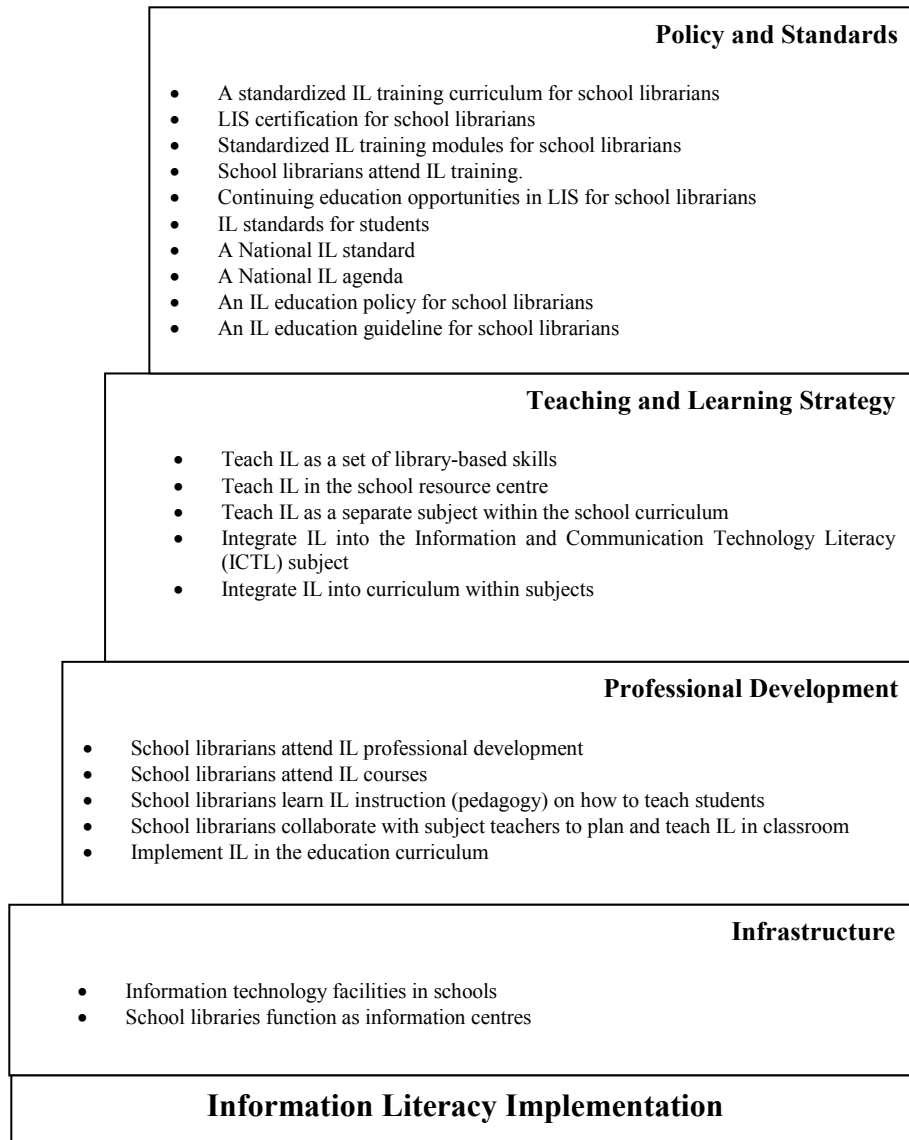 Policy and Standards
• A standardized IL training curriculum for school librarians
• LIS certification for school librarians
• Standardized IL training modules for school librarians
• School librarians attend IL training.
• Continuing education opportunities in LIS for school librarians
• IL standards for students
• A National IL standard
• A National IL agenda
• An IL education policy for school librarians
• An IL education guideline for school librarians
Teaching and Learning Strategy
• Teach IL as a set of library-based skills
• Teach IL in the school resource centre
• Teach IL as a separate subject within the school curriculum
• Integrate IL into the Information and Communication Technology Literacy
(ICTL) subject
• Integrate IL into curriculum within subjects
Professional Development
• School librarians attend IL professional development
• School librarians attend IL courses
• School librarians learn IL instruction (pedagogy) on how to teach students
• School librarians collaborate with subject teachers to plan and teach IL in classroom
• Implement IL in the education curriculum
Infrastructure
• Information technology facilities in schools
• School libraries function as information centres
Information Literacy Implementation